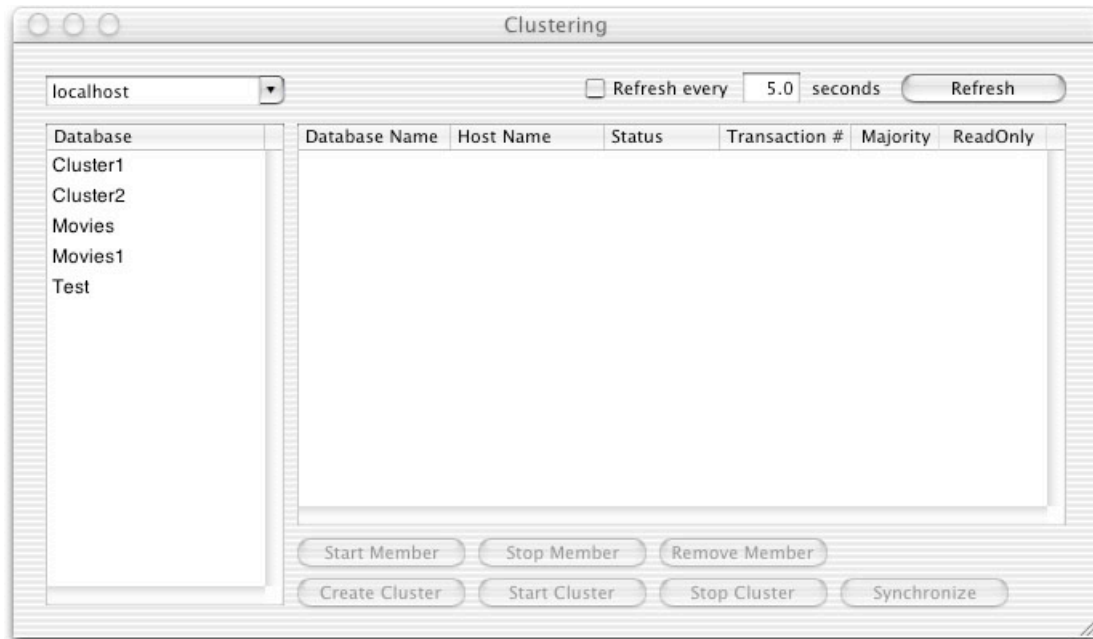 Clustering
localhost
Refresh every 5.0 seconds Refresh
Database
Cluster1
Cluster2
Movies
Movies1
Test
Database Name Host Name Status Transaction # Majority ReadOnly
Start Member Stop Member Remove Member
Create Cluster Start Cluster Stop Cluster Synchronize